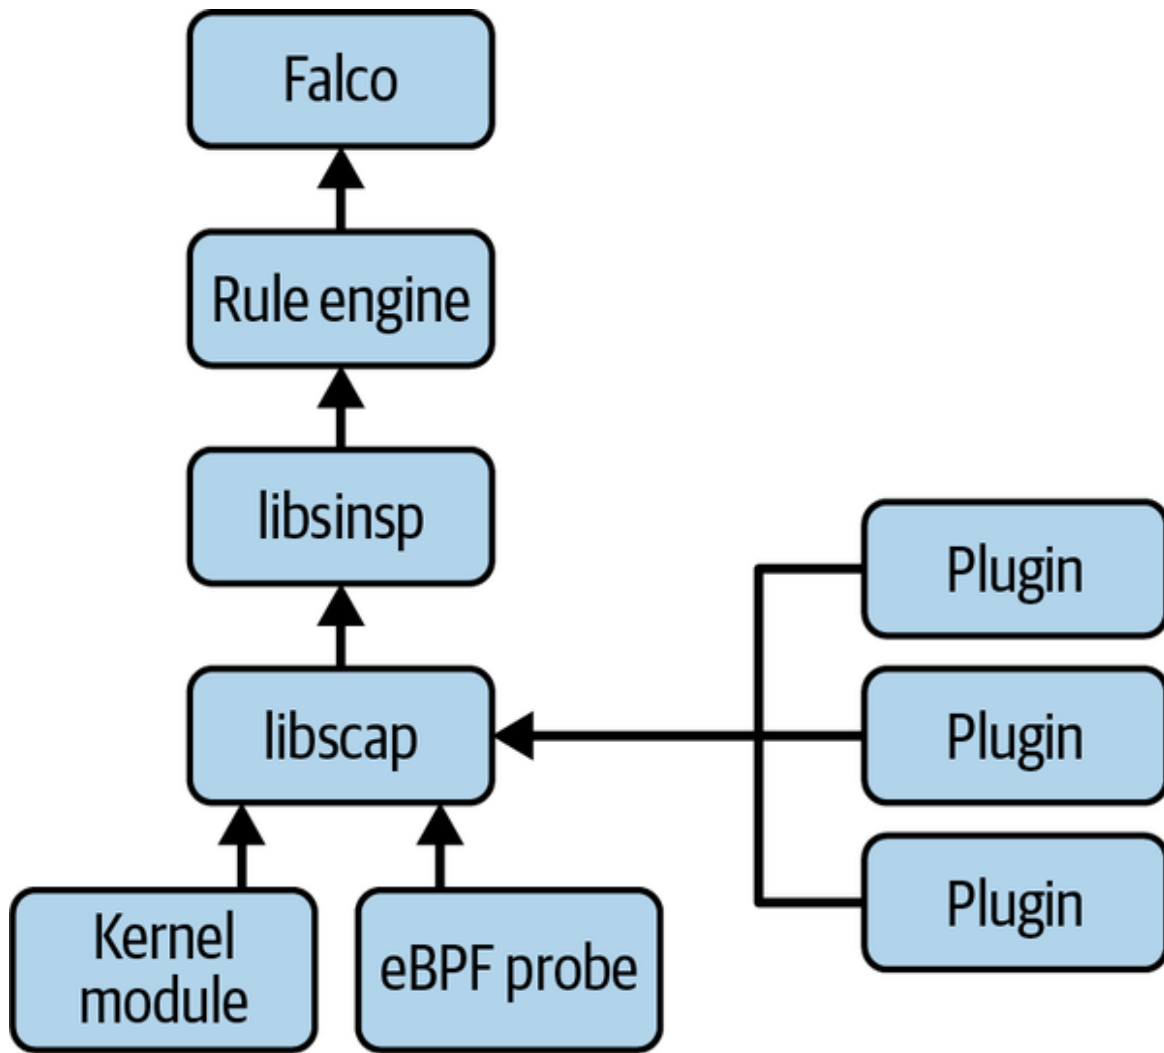 Falco
Rule engine
libsinsp
Plugin
libscap
Plugin
Plugin
Kernel
module
eBPF probe